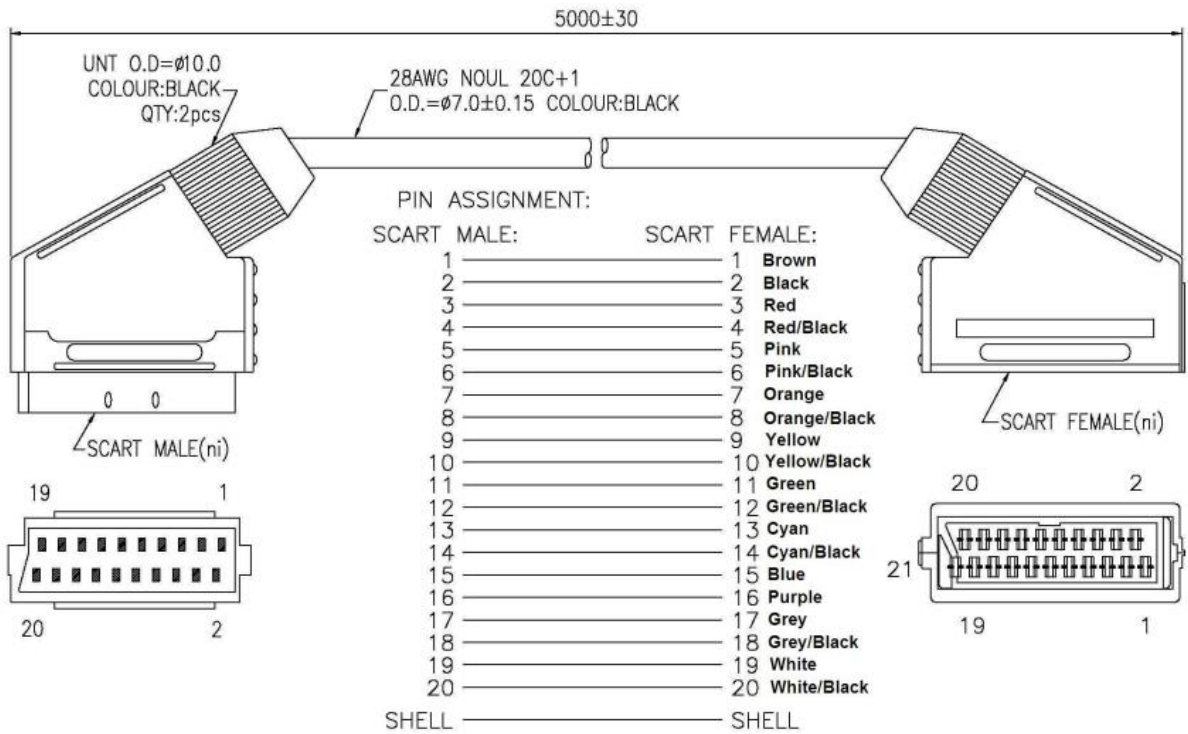 5000±30
UNT O.D=ø10.0
COLOUR:BLACK
QTY:2pcs
28AWG NOUL 20C+1
O.D.=ø7.0±0.15 COLOUR:BLACK
PIN ASSIGNMENT:
SCART MALE: SCART FEMALE:
1 1 Brown
2 2 Black
3 3 Red
4 4 Red/Black
5 5 Pink
6 6 Pink/Black
7 7 Orange
8 8 Orange/Black
9 9 Yellow
10 10 Yellow/Black
11 11 Green
12 12 Green/Black
13 13 Cyan
14 14 Cyan/Black
15 15 Blue
16 16 Purple
17 17 Grey
18 18 Grey/Black
19 19 White
20 20 White/Black
SHELL SHELL
SCART MALE(ni)
SCART FEMALE(ni)
19 1
20 2
20 2
21
19 1